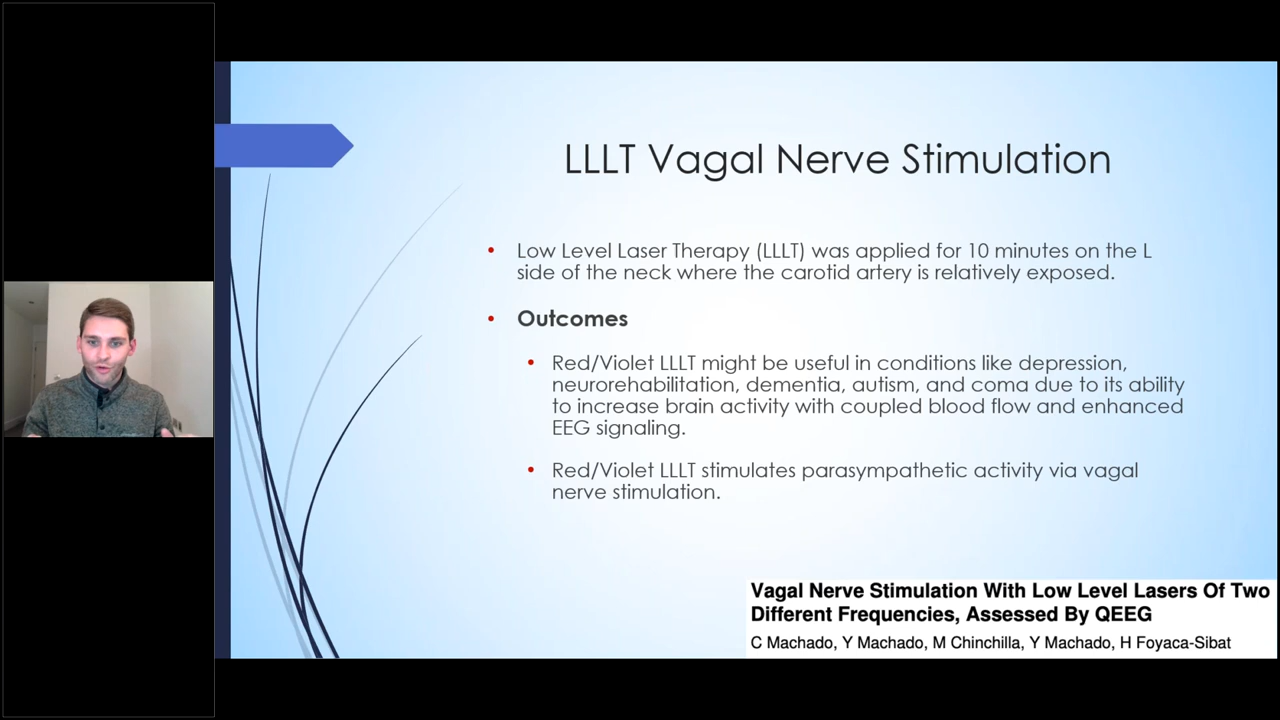 LLLT Vagal Nerve Stimulation
• Low Level Laser Therapy (LLLT) was applied for 10 minutes on the L
side of the neck where the carotid artery is relatively exposed.
• Outcomes
• Red/Violet LLLT might be useful in conditions like depression,
neurorehabilitation, dementia, autism, and coma due to its ability
to increase brain activity with coupled blood flow and enhanced
EEG signaling.
• Red/Violet LLLT stimulates parasympathetic activity via vagal
nerve stimulation.
Vagal Nerve Stimulation With Low Level Lasers Of Two
Different Frequencies, Assessed By QEEG
C Machado, Y Machado, M Chinchilla, Y Machado, H Foyaca-Sibat